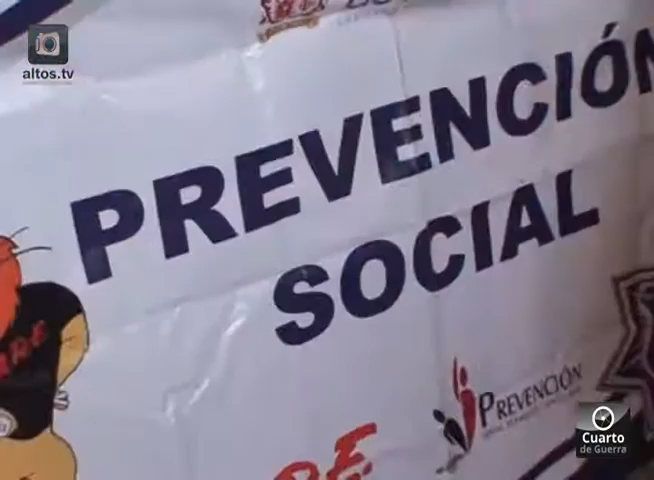 altos.tv
PREVENCIÓN
SOCIAL
PREVENCIÓN
Cuarto
de Guerra